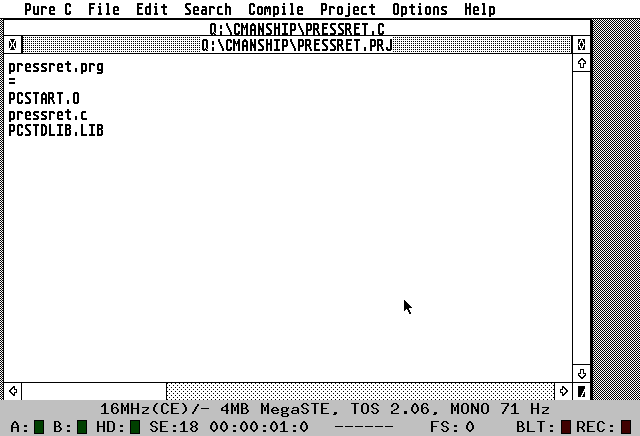 Pure C File Edit Search Compile Project Options Help
Q:\CMANSHIP\PRESSRET.C
Q:\CMANSHIP\PRESSRET.PRJ
pressret.prg
=
PCSTART.O
pressret.c
PCSTDLIB.LIB
16MHz(CE)/- 4MB MegaSTE, TOS 2.06, MONO 71 Hz
A: B: HD: SE:18 00:00:01:0 ------ FS: 0 BLT: REC: